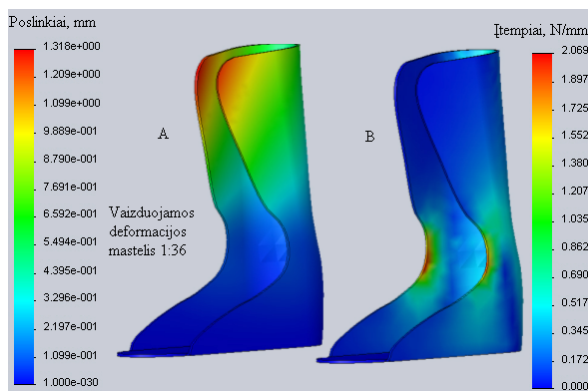 Poslinkiai, mm
1.318e+000
1.209e+000
1.099e+000
9.889e-001
8.790e-001
7.691e-001
6.592e-001
5.494e-001
4.395e-001
3.296e-001
2.197e-001
1.099e-001
1.000e-030
A
Vaizduojamos
deformacijos
mastelis 1:36
B
Įtempiai, N/mm
2.069
1.897
1.725
1.552
1.380
1.207
1.035
0.862
0.690
0.517
0.345
0.172
0.000